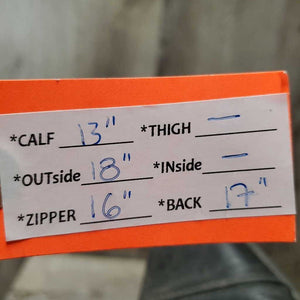 *CALF 13" *THIGH —
*OUTside 18" *INside —
*ZIPPER 16" *BACK 17"